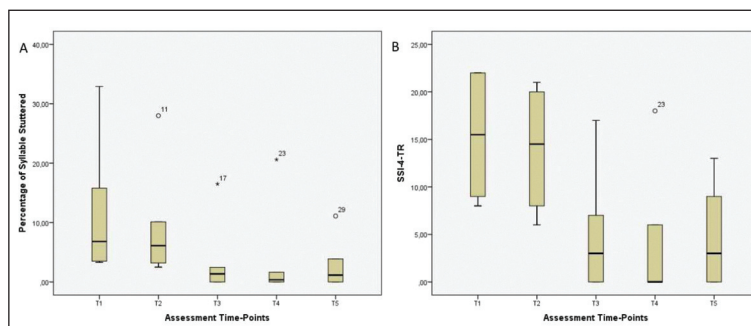 A
Percentage of Syllable Stuttered
40,00
30,00
20,00
10,00
,00
11
17
23
29
T1 T2 T3 T4 T5
Assessment Time-Points
B
SSI-4-TR
25,00
20,00
15,00
10,00
5,00
,00
23
T1 T2 T3 T4 T5
Assessment Time-Points